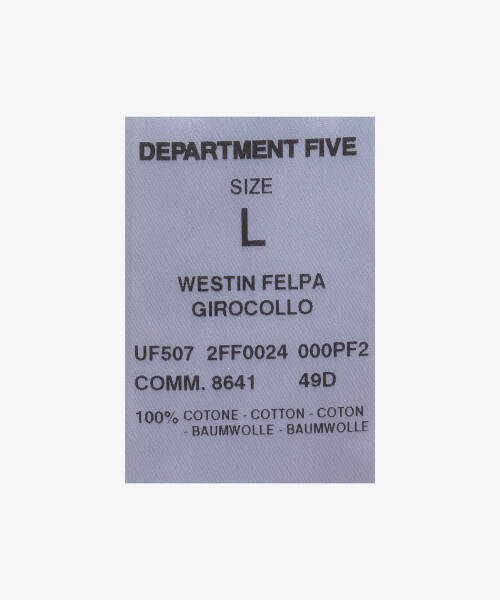 DEPARTMENT FIVE
SIZE
L
WESTIN FELPA
GIROCOLLO
UF507 2FF0024 000PF2
COMM. 8641 49D
100% COTONE - COTTON - COTON
- BAUMWOLLE - BAUMWOLLE